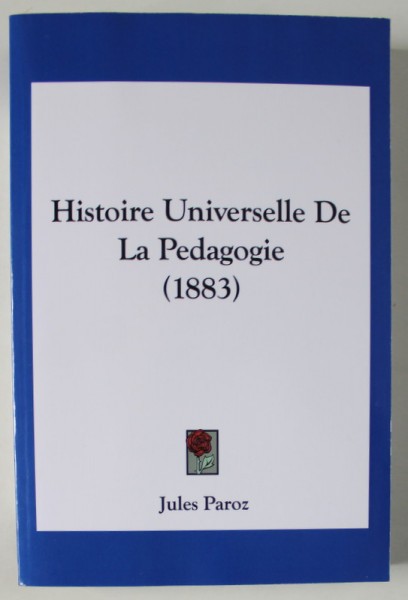 Histoire Universelle De
La Pedagogie
(1883)
Jules Paroz